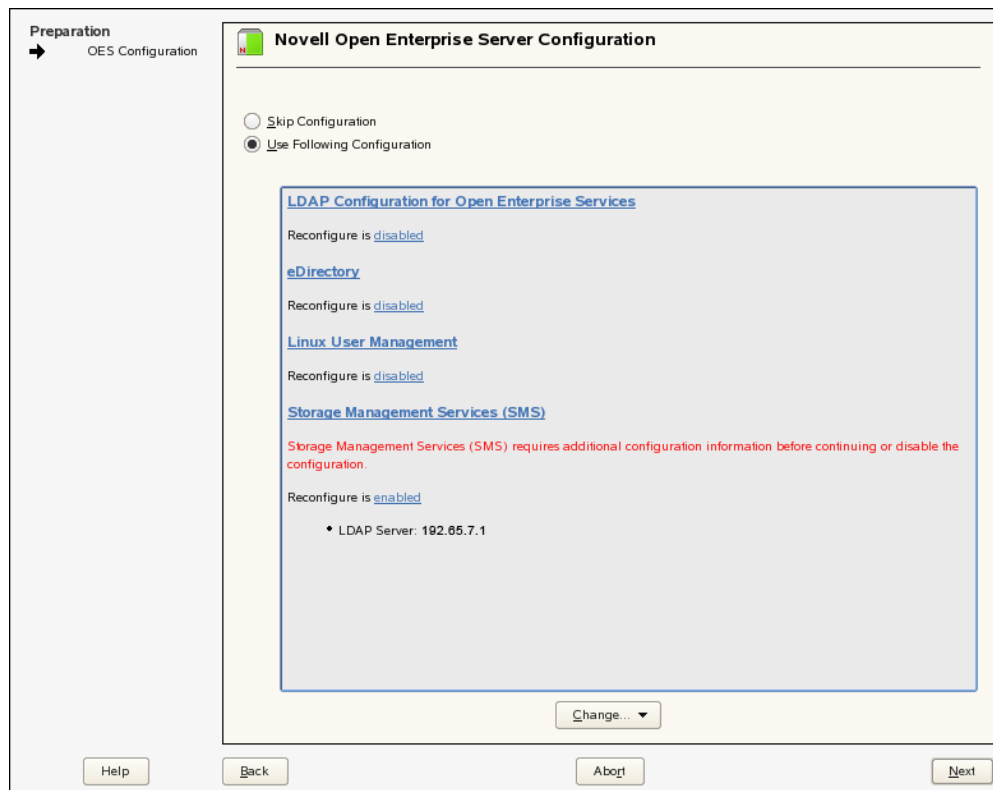 Preparation
OES Configuration
N
Novell Open Enterprise Server Configuration
Skip Configuration
Use Following Configuration
LDAP Configuration for Open Enterprise Services
Reconfigure is disabled
eDirectory
Reconfigure is disabled
Linux User Management
Reconfigure is disabled
Storage Management Services (SMS)
Storage Management Services (SMS) requires additional configuration information before continuing or disable the
configuration.
Reconfigure is enabled
• LDAP Server: 192.65.7.1
Change...
Help
Back
Abort
Next